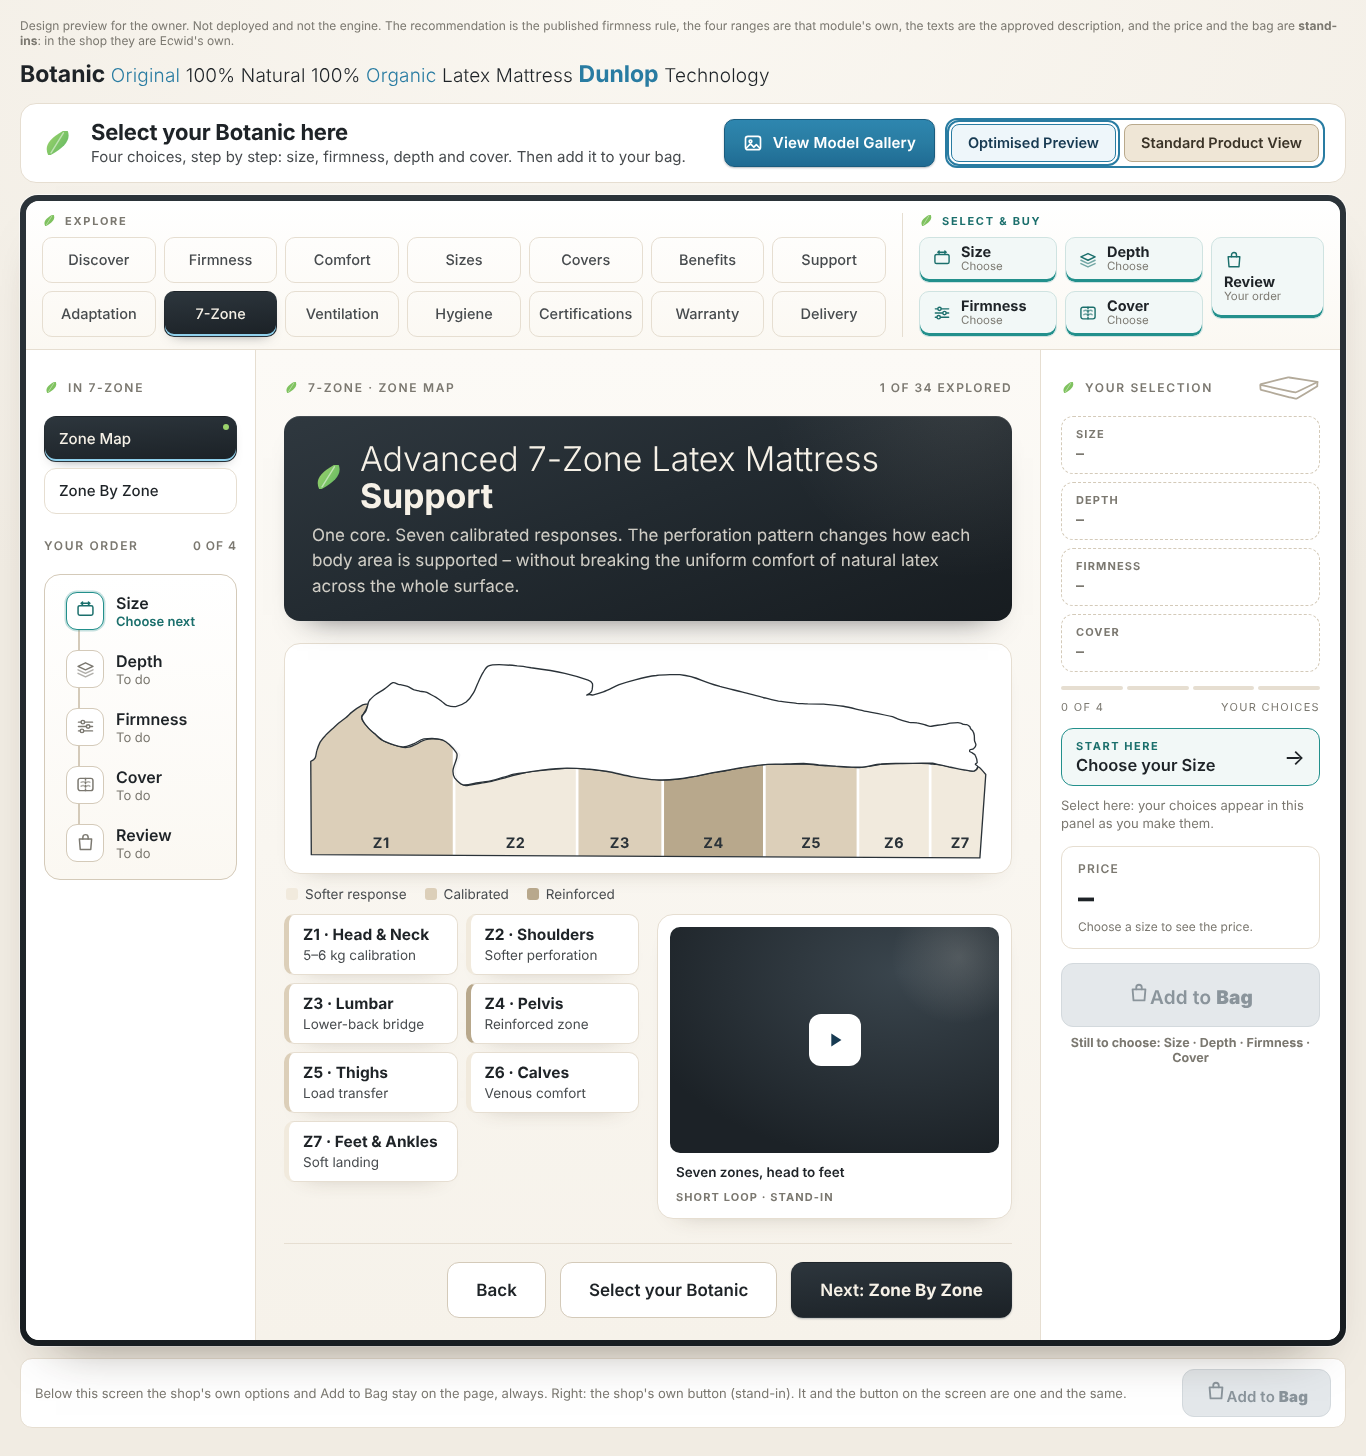 Design preview for the owner. Not deployed and not the engine. The recommendation is the published firmness rule, the four ranges are that module's own, the texts are the approved description, and the price and the bag are stand-
ins: in the shop they are Ecwid's own.
Botanic Original 100% Natural 100% Organic Latex Mattress Dunlop Technology
Select your Botanic here
Four choices, step by step: size, firmness, depth and cover. Then add it to your bag.
View Model Gallery
Optimised Preview
Standard Product View
EXPLORE
Discover
Firmness
Comfort
Sizes
Covers
Benefits
Support
Adaptation
7-Zone
Ventilation
Hygiene
Certifications
Warranty
Delivery
SELECT & BUY
Size
Choose
Depth
Choose
Firmness
Choose
Cover
Choose
Review
Your order
IN 7-ZONE
Zone Map
Zone By Zone
YOUR ORDER 0 OF 4
Size
Choose next
Depth
To do
Firmness
To do
Cover
To do
Review
To do
7-ZONE · ZONE MAP
1 OF 34 EXPLORED
Advanced 7-Zone Latex Mattress
Support
One core. Seven calibrated responses. The perforation pattern changes how each
body area is supported – without breaking the uniform comfort of natural latex
across the whole surface.
Z1 Z2 Z3 Z4 Z5 Z6 Z7
Softer response Calibrated Reinforced
Z1 · Head & Neck
5–6 kg calibration
Z2 · Shoulders
Softer perforation
Z3 · Lumbar
Lower-back bridge
Z4 · Pelvis
Reinforced zone
Z5 · Thighs
Load transfer
Z6 · Calves
Venous comfort
Z7 · Feet & Ankles
Soft landing
Seven zones, head to feet
SHORT LOOP · STAND-IN
Back
Select your Botanic
Next: Zone By Zone
YOUR SELECTION
SIZE
–
DEPTH
–
FIRMNESS
–
COVER
–
0 OF 4 YOUR CHOICES
START HERE
Choose your Size
Select here: your choices appear in this
panel as you make them.
PRICE
–
Choose a size to see the price.
Add to Bag
Still to choose: Size · Depth · Firmness ·
Cover
Below this screen the shop's own options and Add to Bag stay on the page, always. Right: the shop's own button (stand-in). It and the button on the screen are one and the same.
Add to Bag